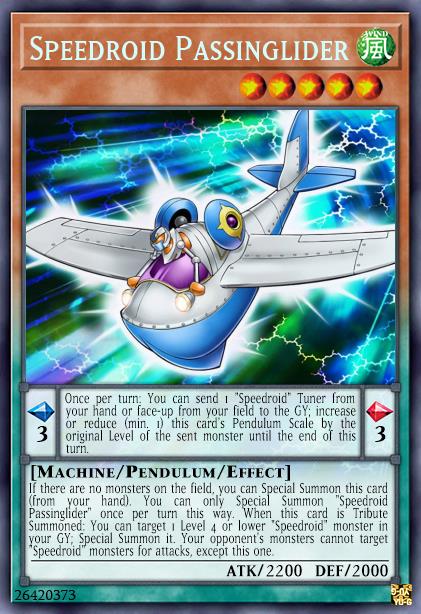 Speedroid Passinglider
WIND
風
Once per turn: You can send 1 "Speedroid" Tuner from
your hand or face-up from your field to the GY; increase
or reduce (min. 1) this card's Pendulum Scale by the
original Level of the sent monster until the end of this
turn.
3
3
[Machine/Pendulum/Effect]
If there are no monsters on the field, you can Special Summon this card
(from your hand). You can only Special Summon "Speedroid
Passinglider" once per turn this way. When this card is Tribute
Summoned: You can target 1 Level 4 or lower "Speedroid" monster in
your GY; Special Summon it. Your opponent's monsters cannot target
"Speedroid" monsters for attacks, except this one.
ATK/2200 DEF/2000
26420373